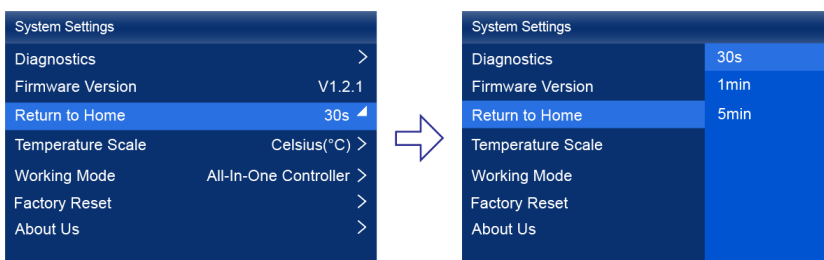 System Settings
Diagnostics >
Firmware Version V1.2.1
Return to Home 30s
Temperature Scale Celsius(°C) >
Working Mode All-In-One Controller >
Factory Reset >
About Us >
System Settings
Diagnostics 30s
Firmware Version 1min
Return to Home 5min
Temperature Scale
Working Mode
Factory Reset
About Us